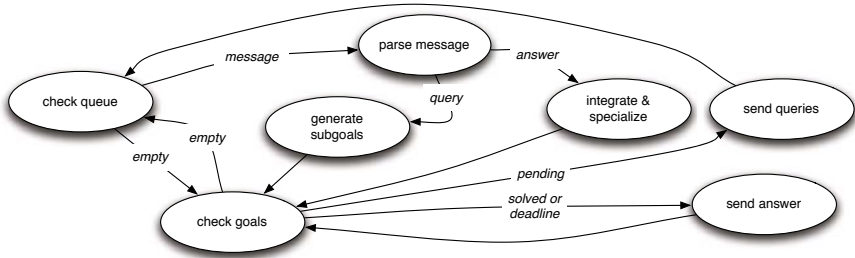 parse message
message
answer
check queue
query
integrate &
specialize
send queries
generate
subgoals
empty
empty
pending
solved or
deadline
send answer
check goals